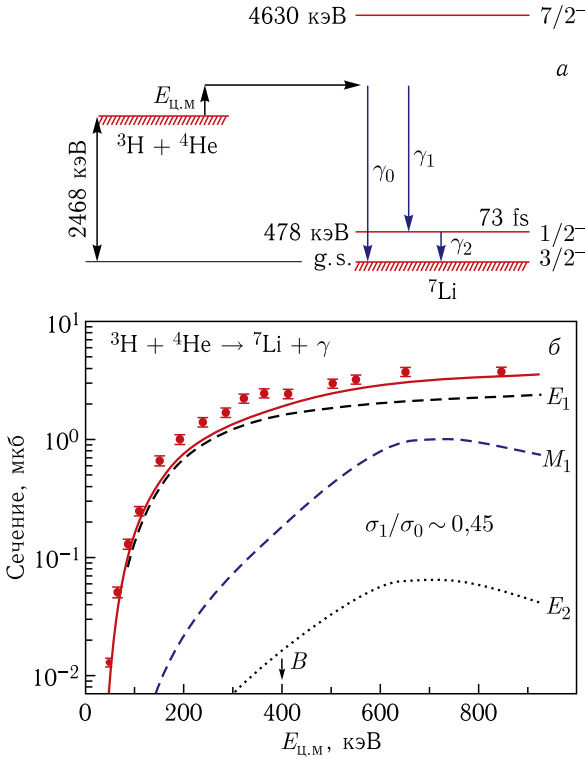 4630 кэВ 7/2⁻
а
Eц.м
³H + ⁴He
2468 кэВ
γ₀
γ₁
478 кэВ 73 fs 1/2⁻
γ₂
g.s. 3/2⁻
⁷Li
10¹
³H + ⁴He → ⁷Li + γ
б
E₁
10⁰
M₁
σ₁/σ₀ ~ 0,45
10⁻¹
E₂
B
10⁻²
Сечение, мкб
0 200 400 600 800
Eц.м, кэВ